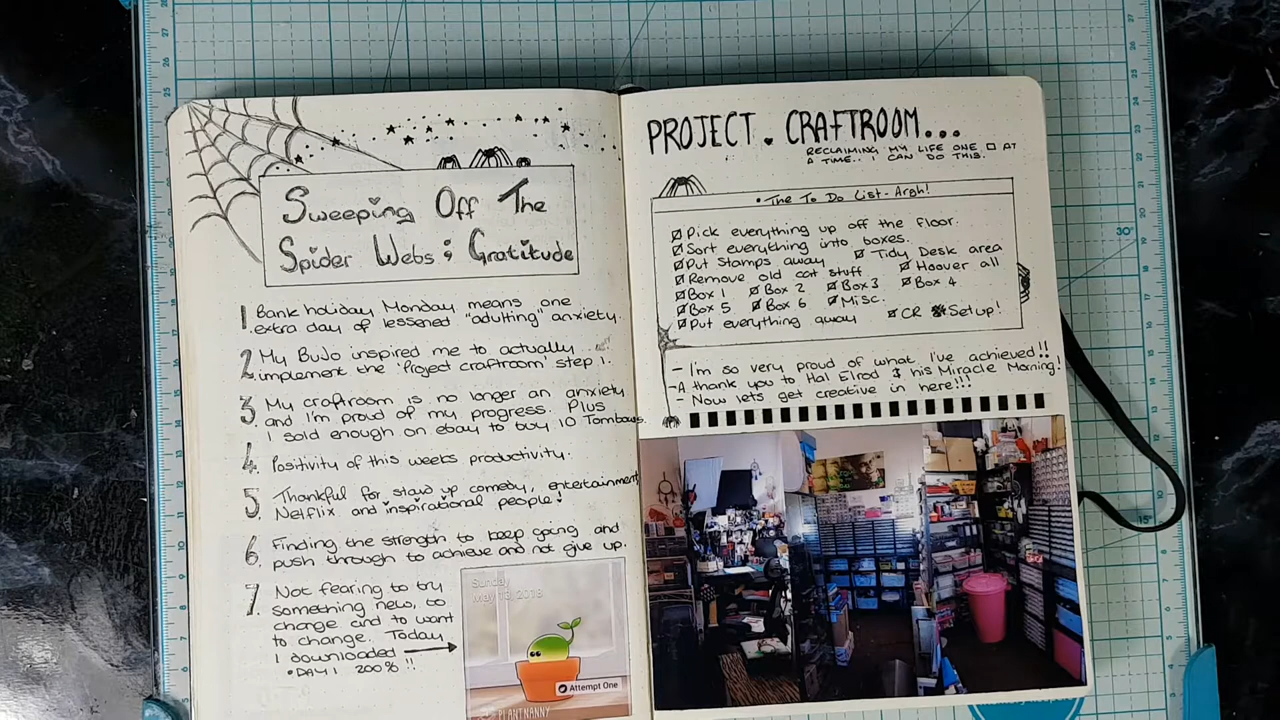 Sweeping Off The
Spider Webs & Gratitude
1. Bank holiday Monday means one
extra day of lessened "adulting" anxiety.
2. My BuJo inspired me to actually
implement the 'Project craftroom' step 1.
3. My craftroom is no longer an anxiety
and I'm proud of my progress. Plus
I sold enough on ebay to buy 10 Tombows.
4. Positivity of this weeks productivity.
5. Thankful for staw up comedy, entertainment
Netflix and inspirational people!
6. Finding the strength to keep going and
push through to achieve and not give up.
7. Not fearing to try
something new, to
change and to want
to change. Today
I downloaded
•DAY 1 200% !!
Sunday
May 13, 2018
Attempt One
PLANT NANNY
PROJECT. CRAFTROOM...
RECLAIMING MY LIFE ONE ☐ AT
A TIME.. I CAN DO THIS.
• The To Do List - Argh!
☑ Pick everything up off the floor.
☑ Sort everything into boxes.
☑ Put Stamps away ☑ Tidy Desk area
☑ Remove old cat stuff ☑ Hoover all
☑ Box 1 ☑ Box 2 ☑ Box 3 ☑ Box 4
☑ Box 5 ☑ Box 6 ☑ Misc.
☑ Put everything away ☑ CR Set up!
- I'm so very proud of what I've achieved!!
- A thank you to Hal Elrod & his Miracle Morning!
- Now lets get creative in here!!!